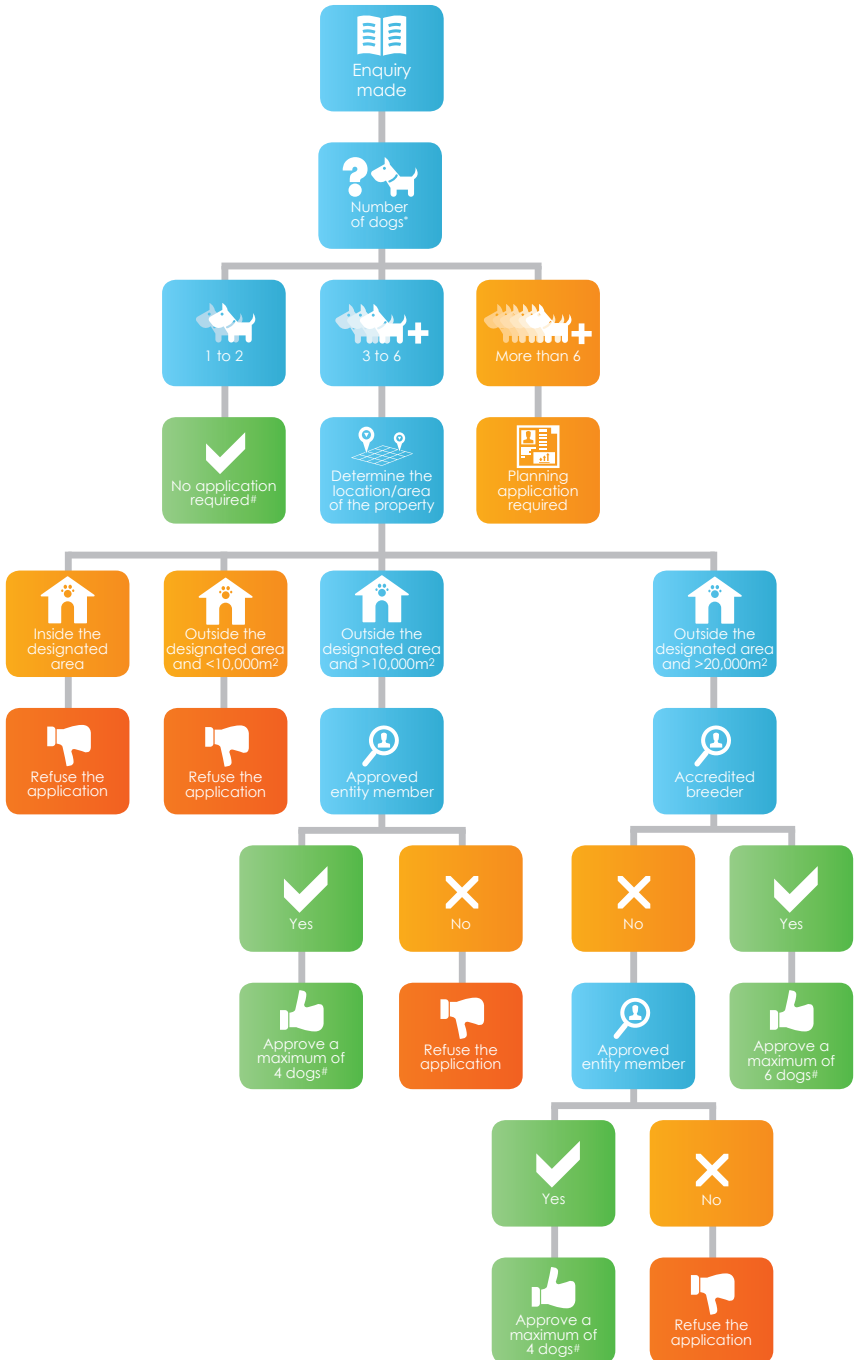 Enquiry
made
Number
of dogs*
1 to 2
3 to 6
More than 6
No application
required#
Determine the
location/area
of the property
Planning
application
required
Inside the
designated
area
Outside the
designated area
and <10,000m2
Outside the
designated area
and >10,000m2
Outside the
designated area
and >20,000m2
Refuse the
application
Refuse the
application
Approved
entity member
Accredited
breeder
Yes
No
No
Yes
Approve a
maximum of
4 dogs#
Refuse the
application
Approved
entity member
Approve a
maximum of
6 dogs#
Yes
No
Approve a
maximum of
4 dogs#
Refuse the
application